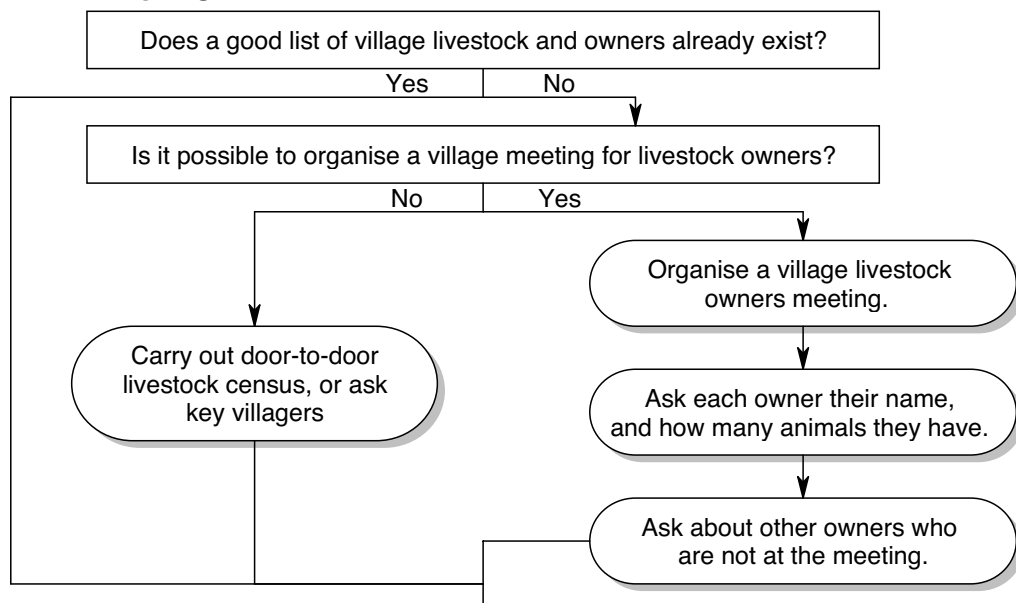 Does a good list of village livestock and owners already exist?
Yes No
Is it possible to organise a village meeting for livestock owners?
No Yes
Organise a village livestock
owners meeting.
Carry out door-to-door
livestock census, or ask
key villagers
Ask each owner their name,
and how many animals they have.
Ask about other owners who
are not at the meeting.